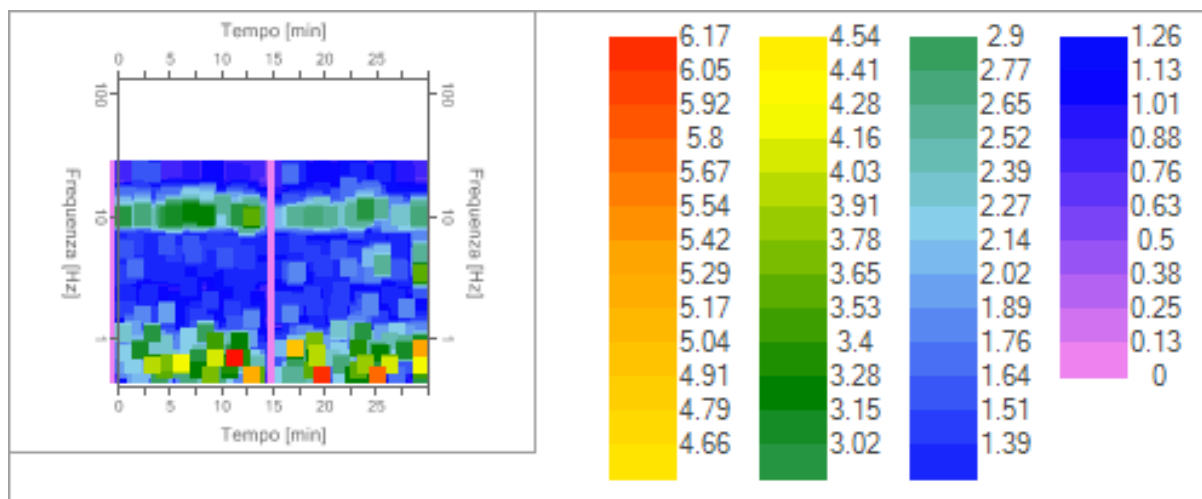 Tempo [min]
0 5 10 15 20 25
100 100
Frequenza [Hz] Frequenza [Hz]
10 10
1 1
0 5 10 15 20 25
Tempo [min]
6.17 4.54 2.9 1.26
6.05 4.41 2.77 1.13
5.92 4.28 2.65 1.01
5.8 4.16 2.52 0.88
5.67 4.03 2.39 0.76
5.54 3.91 2.27 0.63
5.42 3.78 2.14 0.5
5.29 3.65 2.02 0.38
5.17 3.53 1.89 0.25
5.04 3.4 1.76 0.13
4.91 3.28 1.64 0
4.79 3.15 1.51
4.66 3.02 1.39